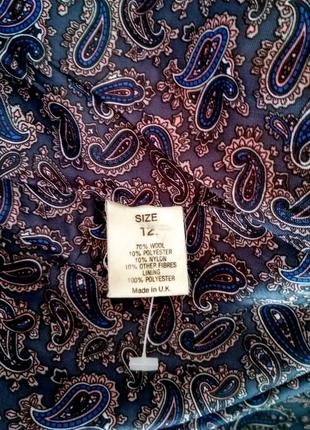 SIZE
12
70% WOOL
10% POLYESTER
10% NYLON
10% OTHER FIBRES
LINING
100% POLYESTER
Made in U.K.